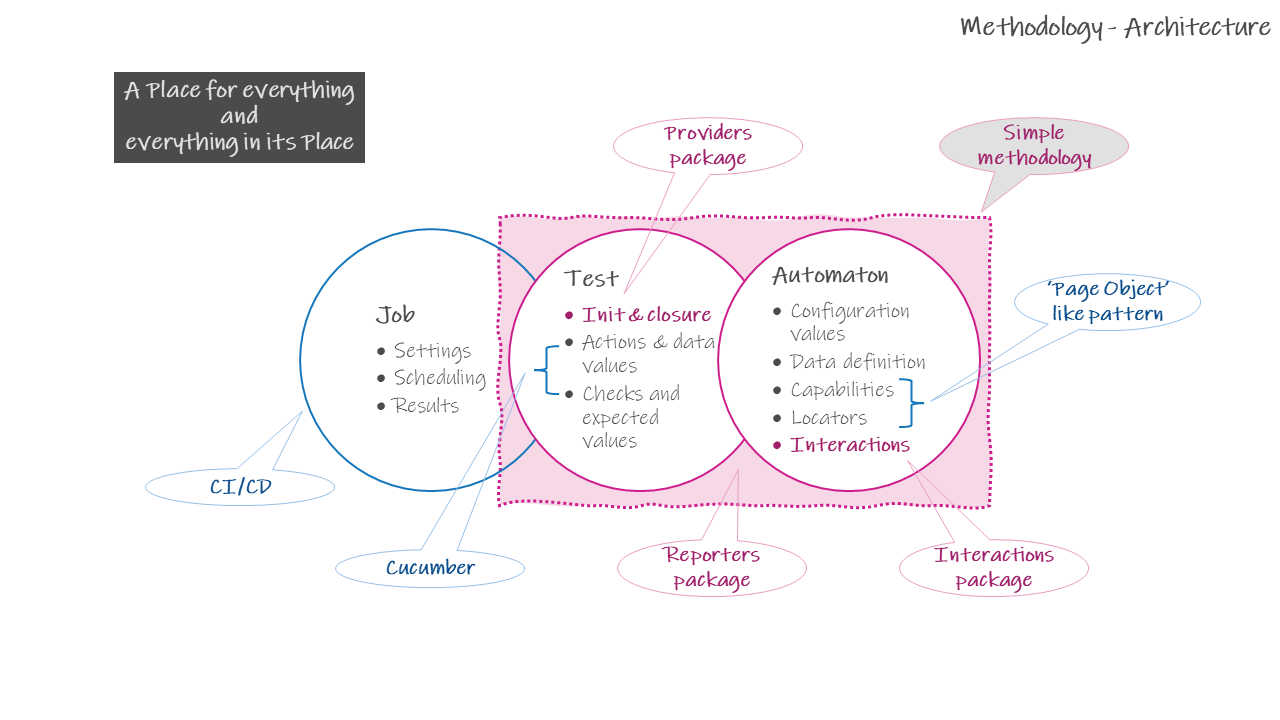 Methodology - Architecture
A Place for everything
and
everything in its Place
Providers
package
Simple
methodology
Job
• Settings
• Scheduling
• Results
Test
• Init & closure
• Actions & data
values
• Checks and
expected
values
Automaton
• Configuration
values
• Data definition
• Capabilities
• Locators
• Interactions
'Page Object'
like pattern
CI/CD
Cucumber
Reporters
package
Interactions
package